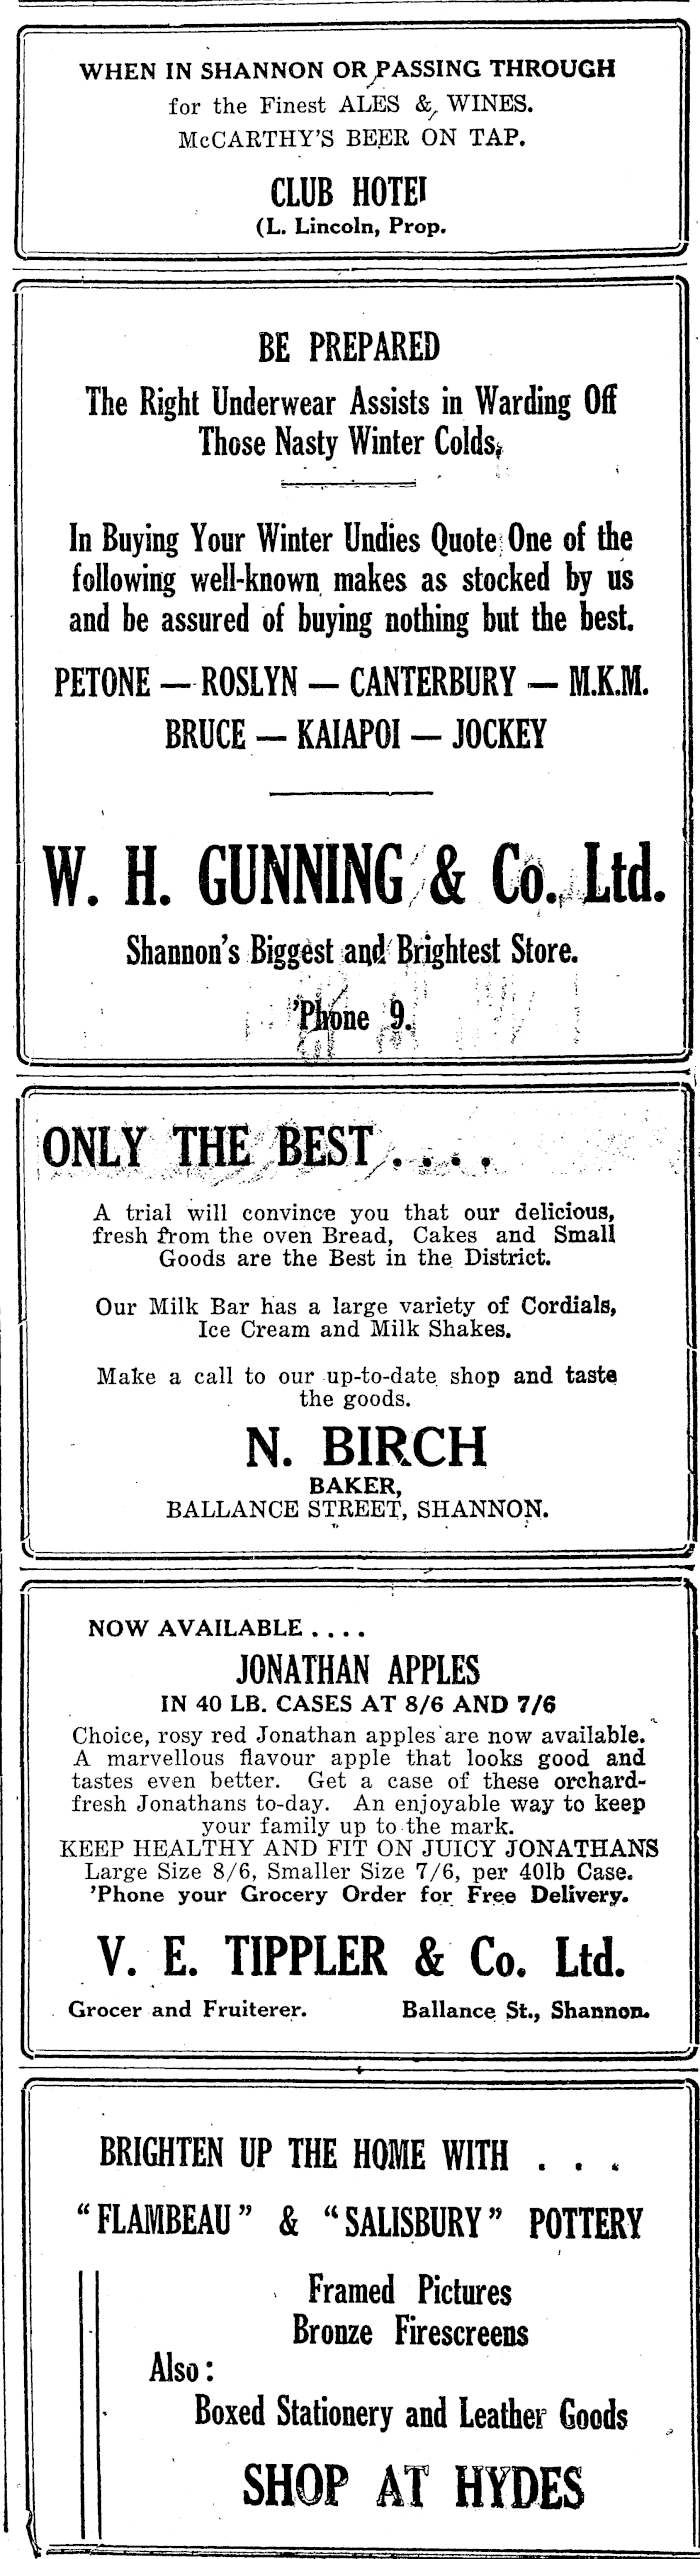 WHEN IN SHANNON OR PASSING THROUGH
for the Finest ALES & WINES.
McCARTHY'S BEER ON TAP.
CLUB HOTEL
(L. Lincoln, Prop.
BE PREPARED
The Right Underwear Assists in Warding Off
Those Nasty Winter Colds.
In Buying Your Winter Undies Quote One of the
following well-known makes as stocked by us
and be assured of buying nothing but the best.
PETONE — ROSLYN — CANTERBURY — M.K.M.
BRUCE — KAIAPOI — JOCKEY
W. H. GUNNING & Co., Ltd.
Shannon's Biggest and Brightest Store.
'Phone 9.
ONLY THE BEST . . . .
A trial will convince you that our delicious,
fresh from the oven Bread, Cakes and Small
Goods are the Best in the District.
Our Milk Bar has a large variety of Cordials,
Ice Cream and Milk Shakes.
Make a call to our up-to-date shop and taste
the goods.
N. BIRCH
BAKER,
BALLANCE STREET, SHANNON.
NOW AVAILABLE . . . .
JONATHAN APPLES
IN 40 LB. CASES AT 8/6 AND 7/6
Choice, rosy red Jonathan apples are now available.
A marvellous flavour apple that looks good and
tastes even better. Get a case of these orchard-
fresh Jonathans to-day. An enjoyable way to keep
your family up to the mark.
KEEP HEALTHY AND FIT ON JUICY JONATHANS
Large Size 8/6, Smaller Size 7/6, per 40lb Case.
'Phone your Grocery Order for Free Delivery.
V. E. TIPPLER & Co. Ltd.
Grocer and Fruiterer. Ballance St., Shannon.
BRIGHTEN UP THE HOME WITH . . .
"FLAMBEAU" & "SALISBURY" POTTERY
Framed Pictures
Bronze Firescreens
Also:
Boxed Stationery and Leather Goods
SHOP AT HYDES